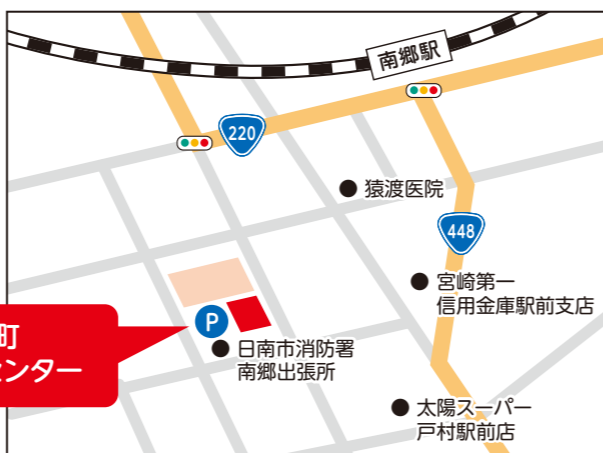 南郷駅
220
猿渡医院
448
宮崎第一
信用金庫駅前支店
P
町
センター
日南市消防署
南郷出張所
太陽スーパー
戸村駅前店